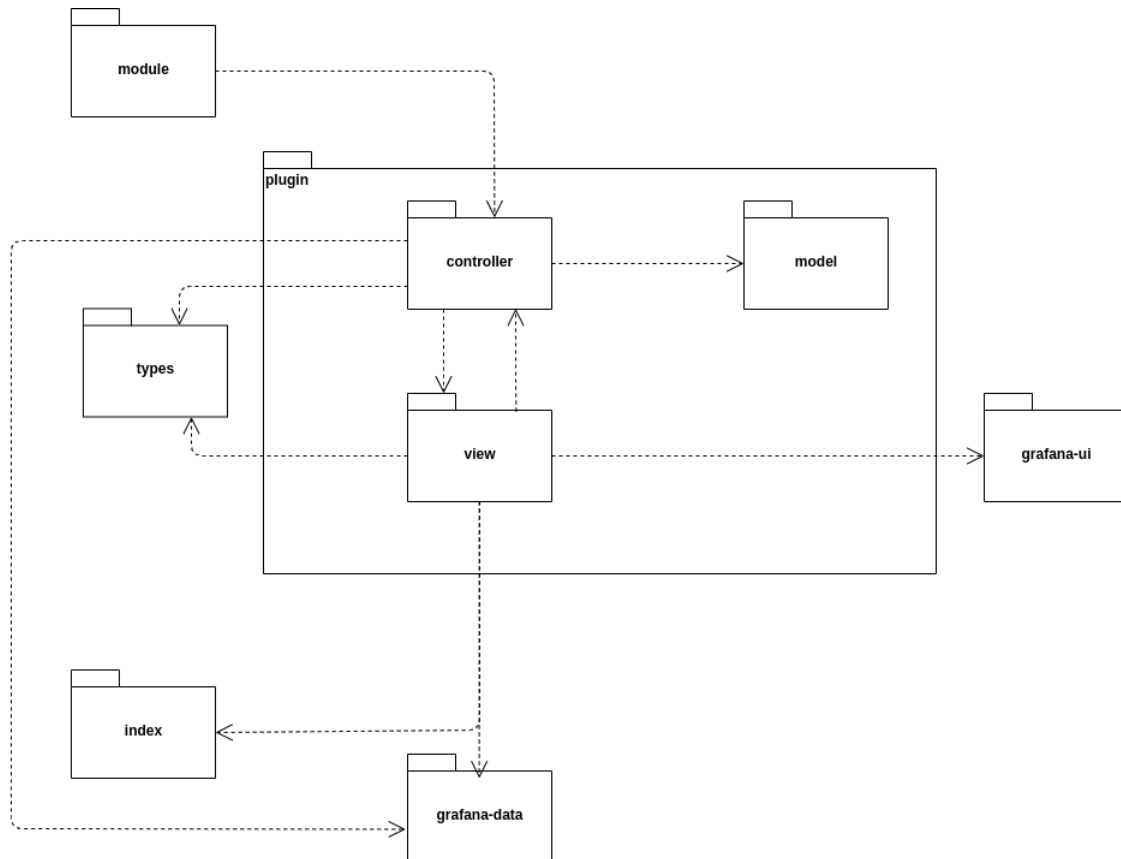 module
plugin
controller
model
types
view
grafana-ui
index
grafana-data